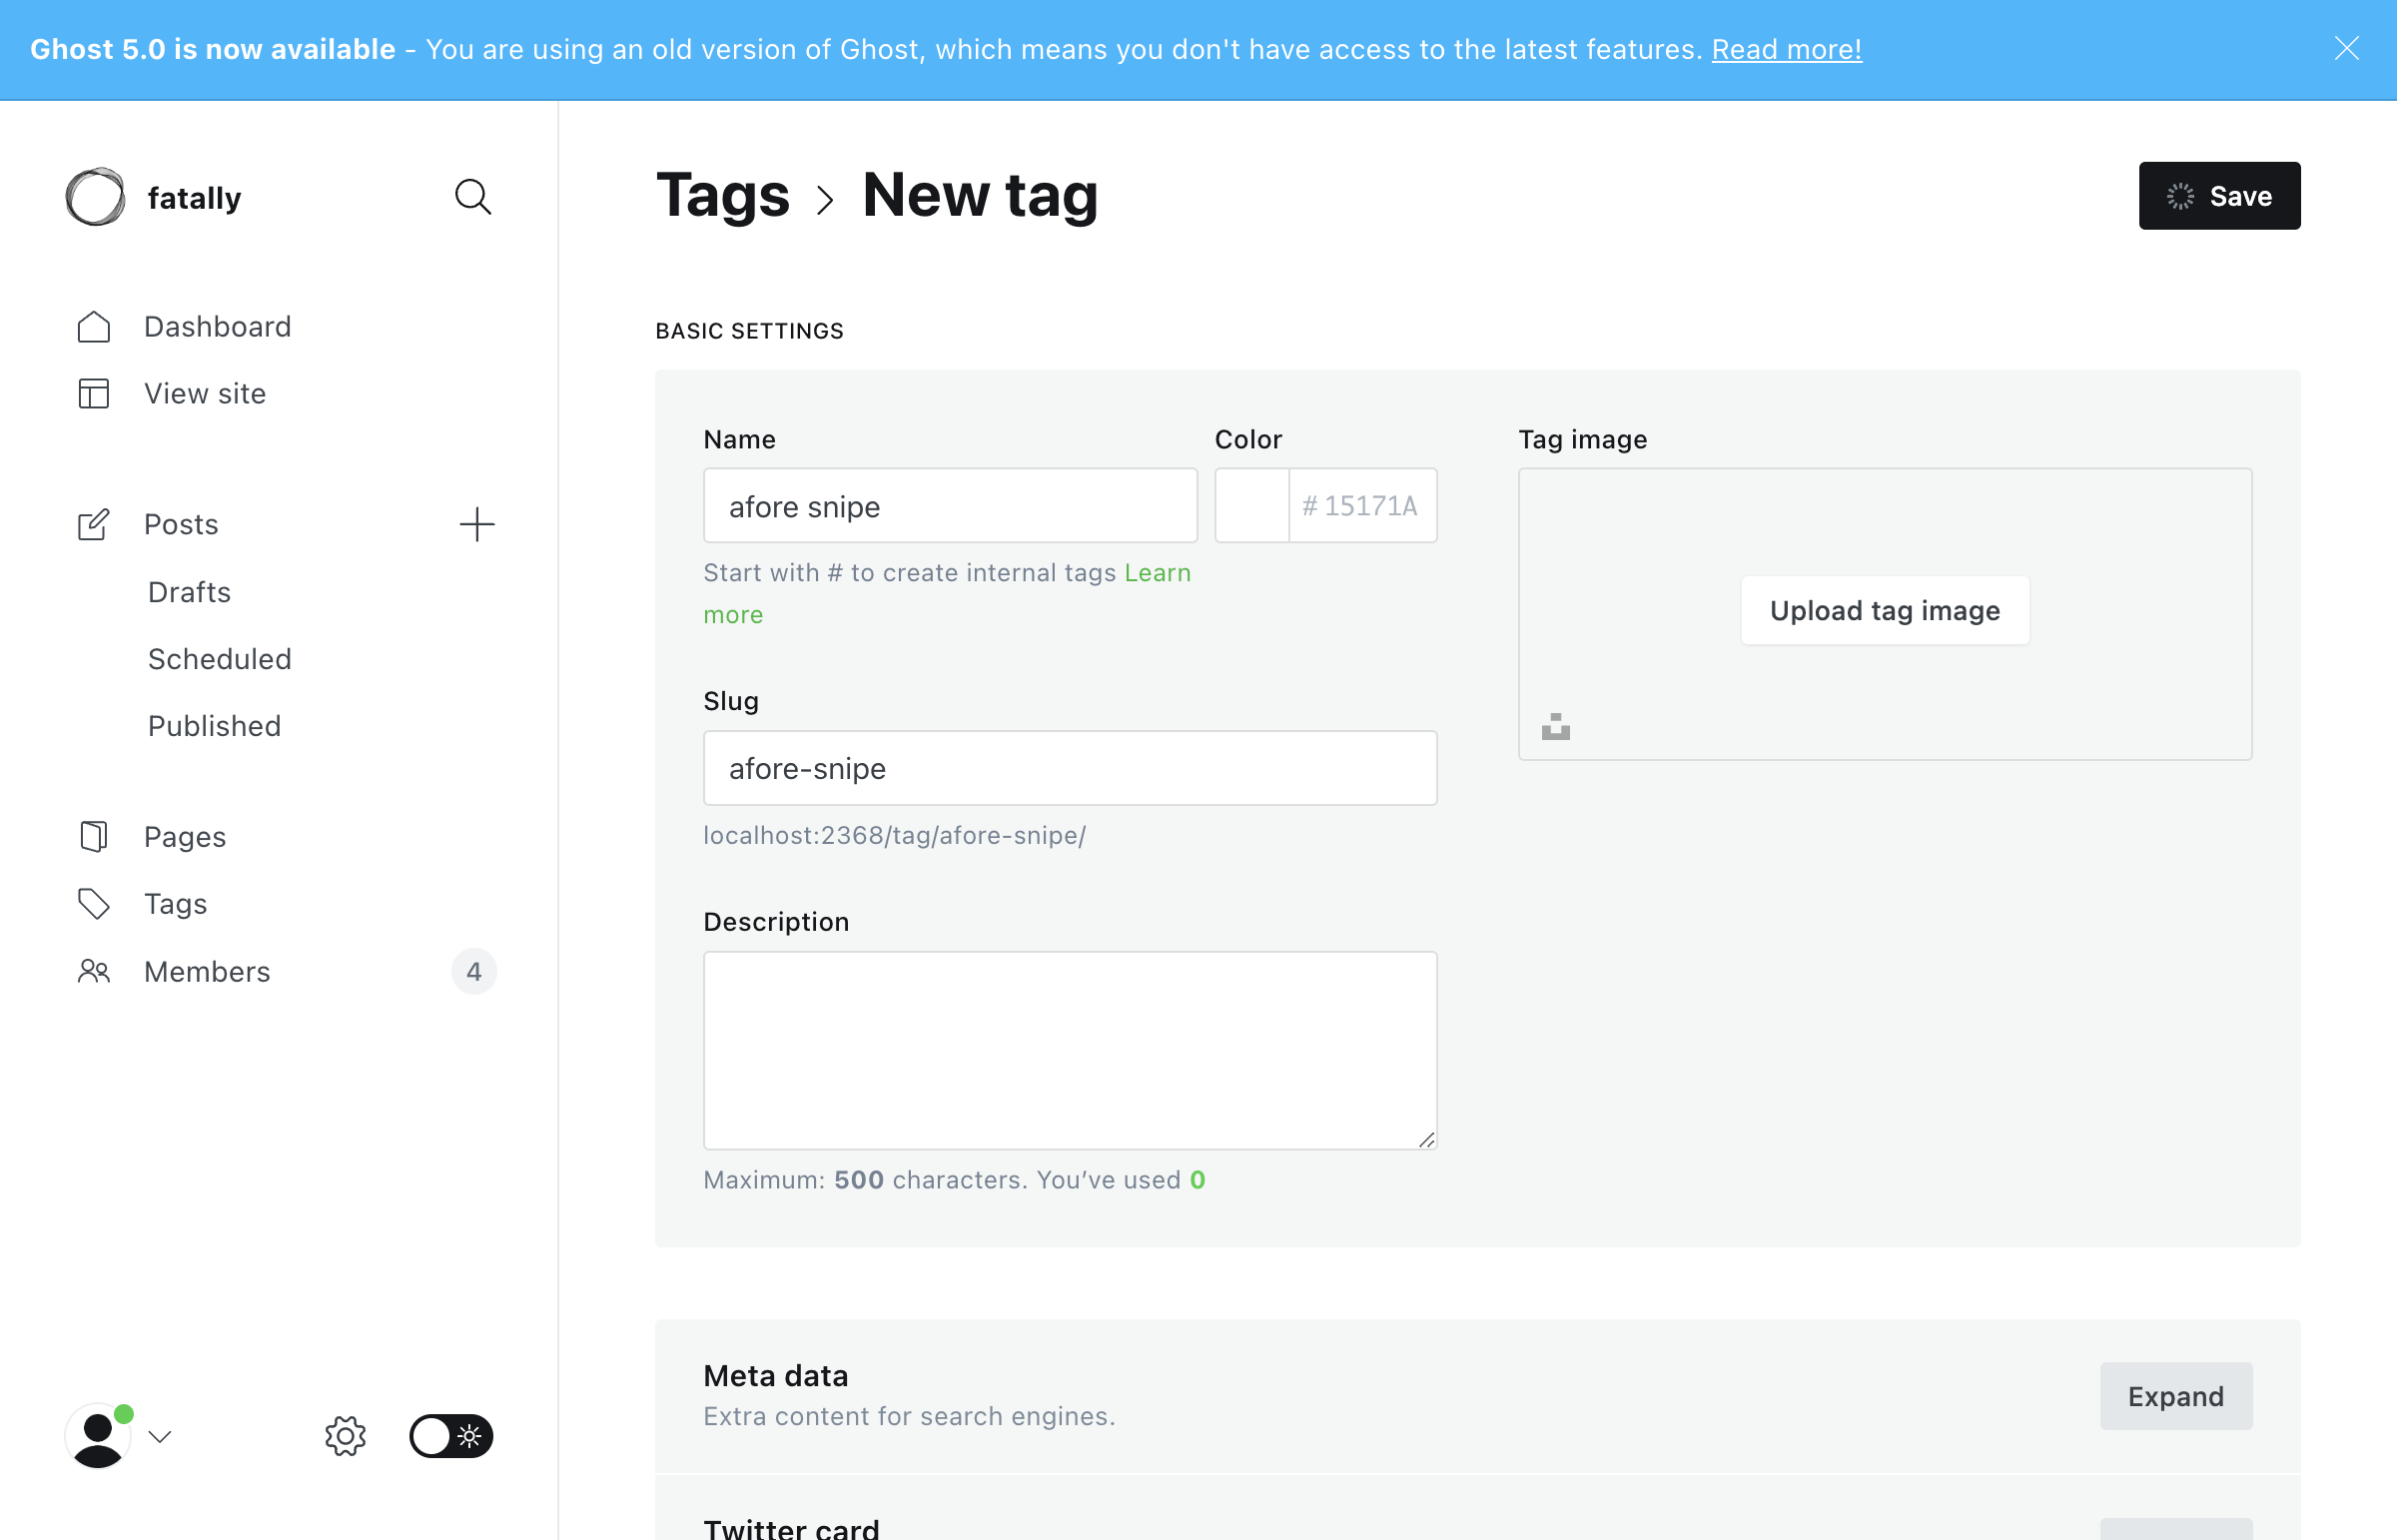 Ghost 5.0 is now available - You are using an old version of Ghost, which means you don't have access to the latest features. Read more!
fatally
Dashboard
View site
Posts
Drafts
Scheduled
Published
Pages
Tags
Members 4
Tags > New tag
Save
BASIC SETTINGS
Name
afore snipe
Start with # to create internal tags Learn
more
Color
# 15171A
Slug
afore-snipe
localhost:2368/tag/afore-snipe/
Description
Maximum: 500 characters. You’ve used 0
Tag image
Upload tag image
Meta data
Extra content for search engines.
Expand
Twitter card